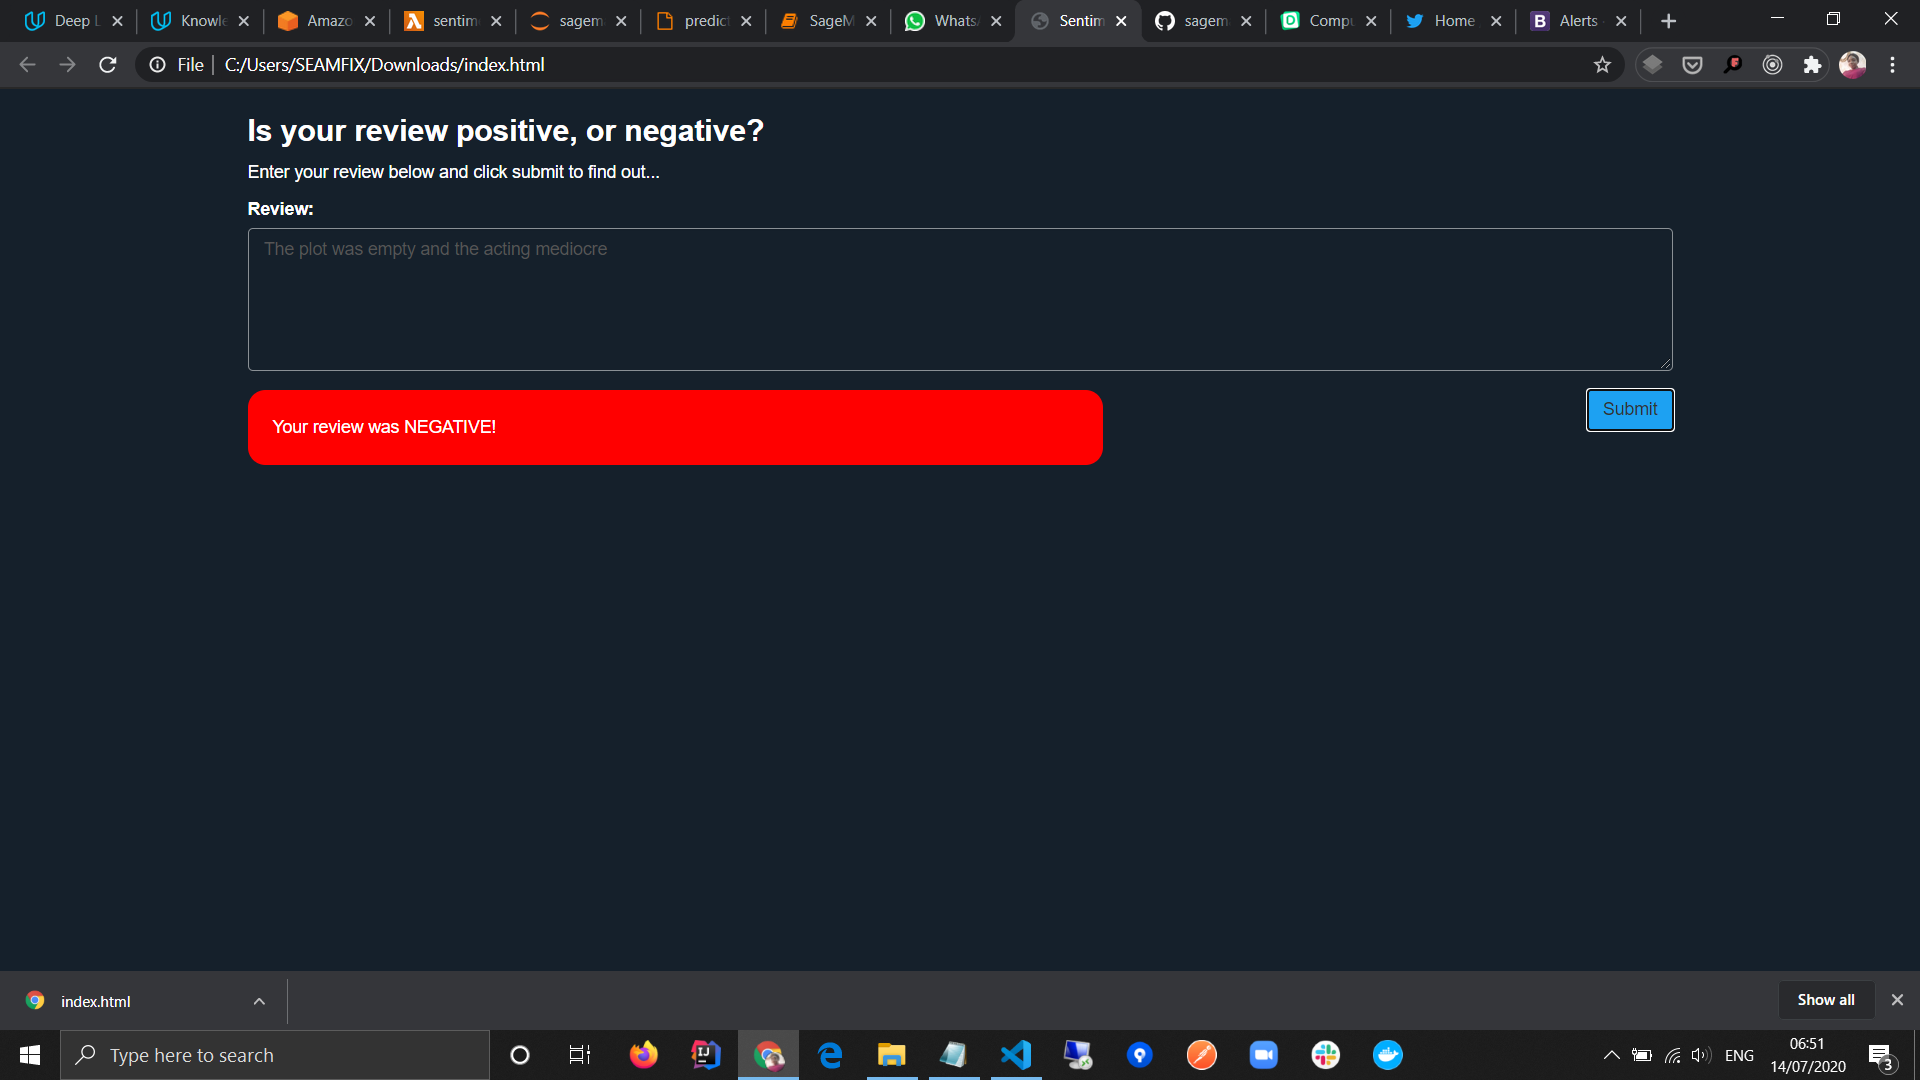 Deep L
Knowle
Amazo
sentim
sagem
predict
SageM
Whats
Sentim
sagem
Compu
Home
Alerts
File
C:/Users/SEAMFIX/Downloads/index.html
Is your review positive, or negative?
Enter your review below and click submit to find out...
Review:
The plot was empty and the acting mediocre
Submit
Your review was NEGATIVE!
index.html
Show all
Type here to search
ENG
06:51
14/07/2020
3